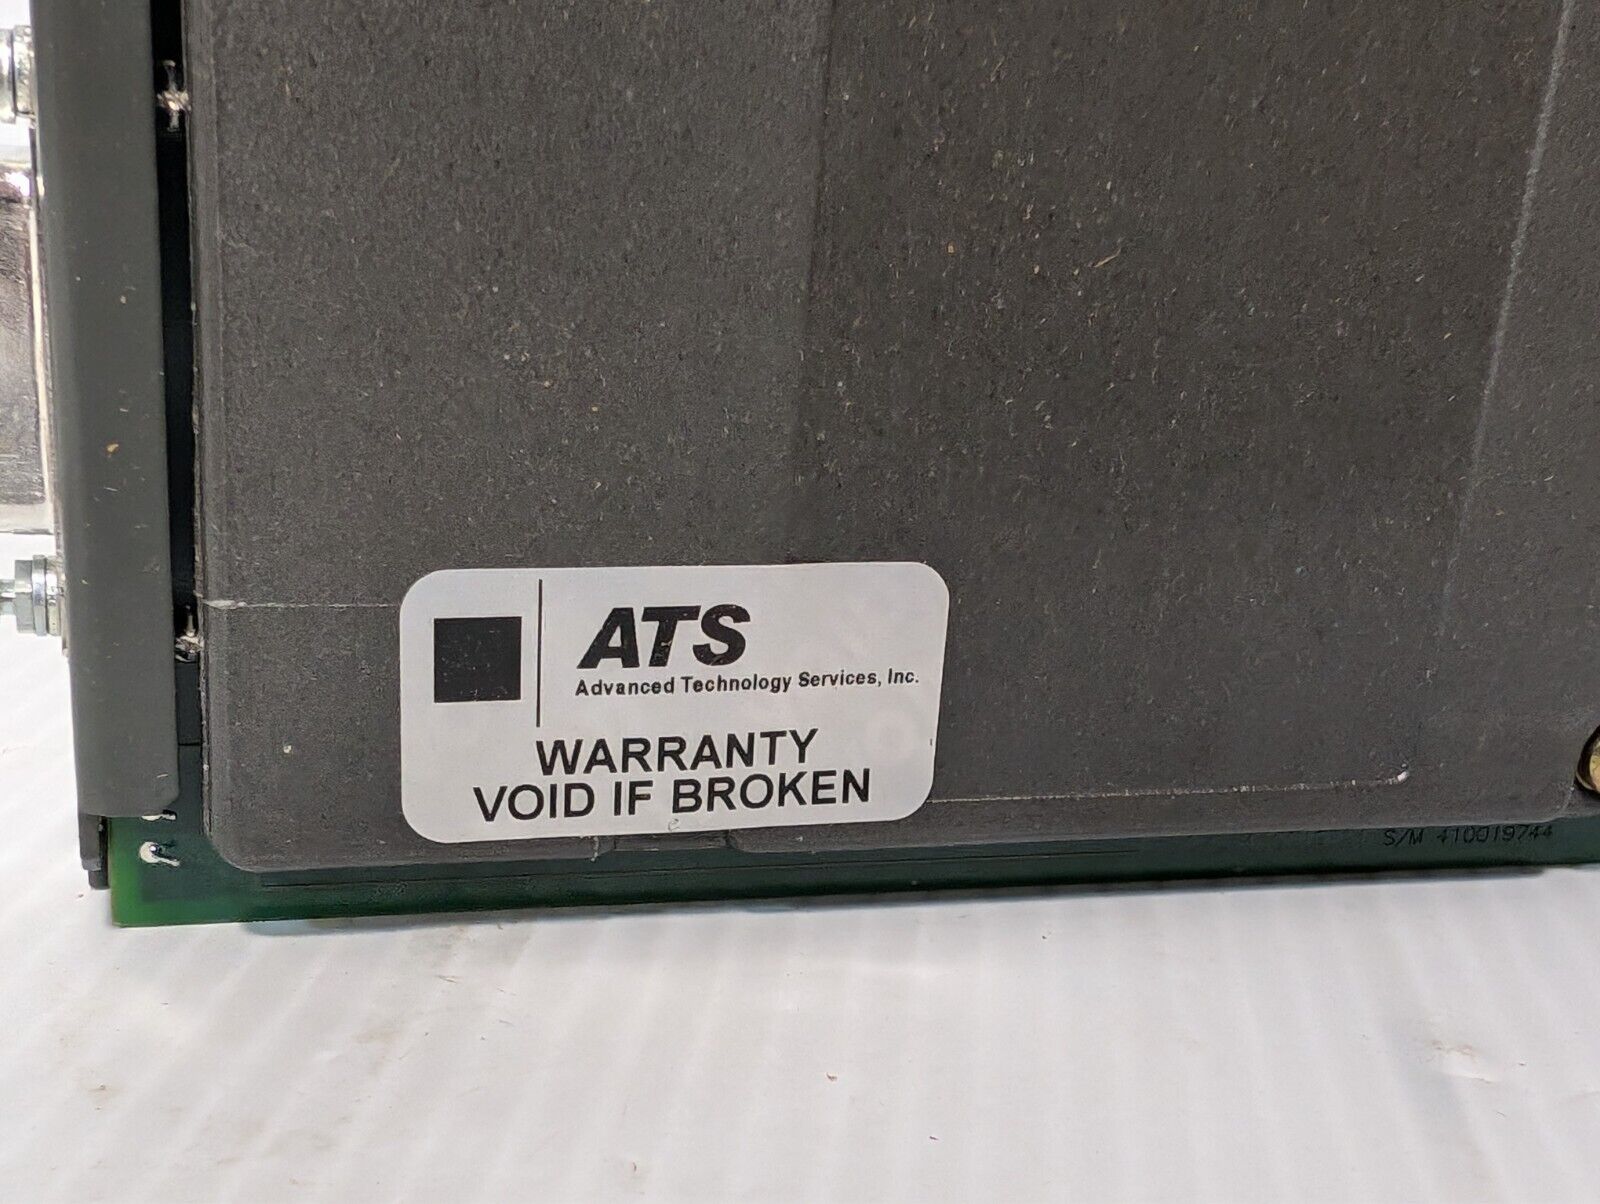 ATS
Advanced Technology Services, Inc.
WARRANTY
VOID IF BROKEN
S/M 410019744